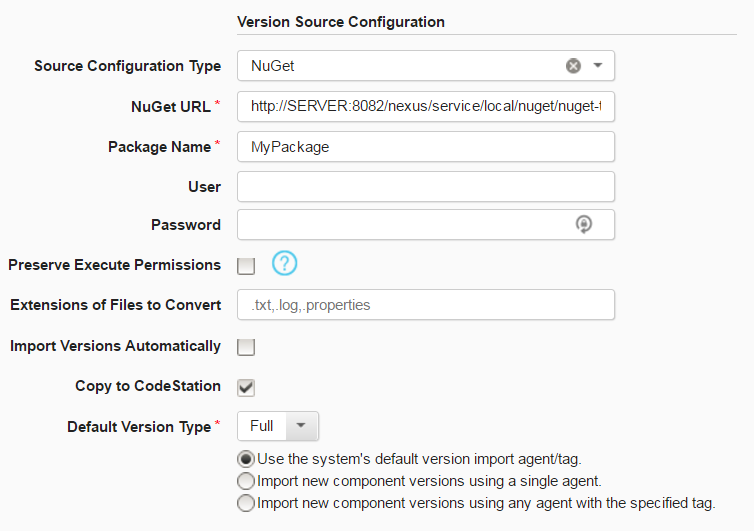 Version Source Configuration
Source Configuration Type NuGet
NuGet URL * http://SERVER:8082/nexus/service/local/nuget/nuget-t
Package Name * MyPackage
User
Password
Preserve Execute Permissions ?
Extensions of Files to Convert .txt,.log,.properties
Import Versions Automatically
Copy to CodeStation
Default Version Type * Full
Use the system's default version import agent/tag.
Import new component versions using a single agent.
Import new component versions using any agent with the specified tag.